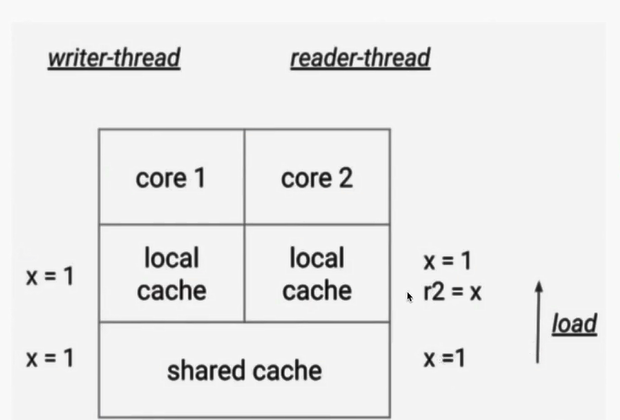 writer-thread
reader-thread
core 1
core 2
x = 1
local
cache
local
cache
x = 1
r2 = x
load
x = 1
shared cache
x =1